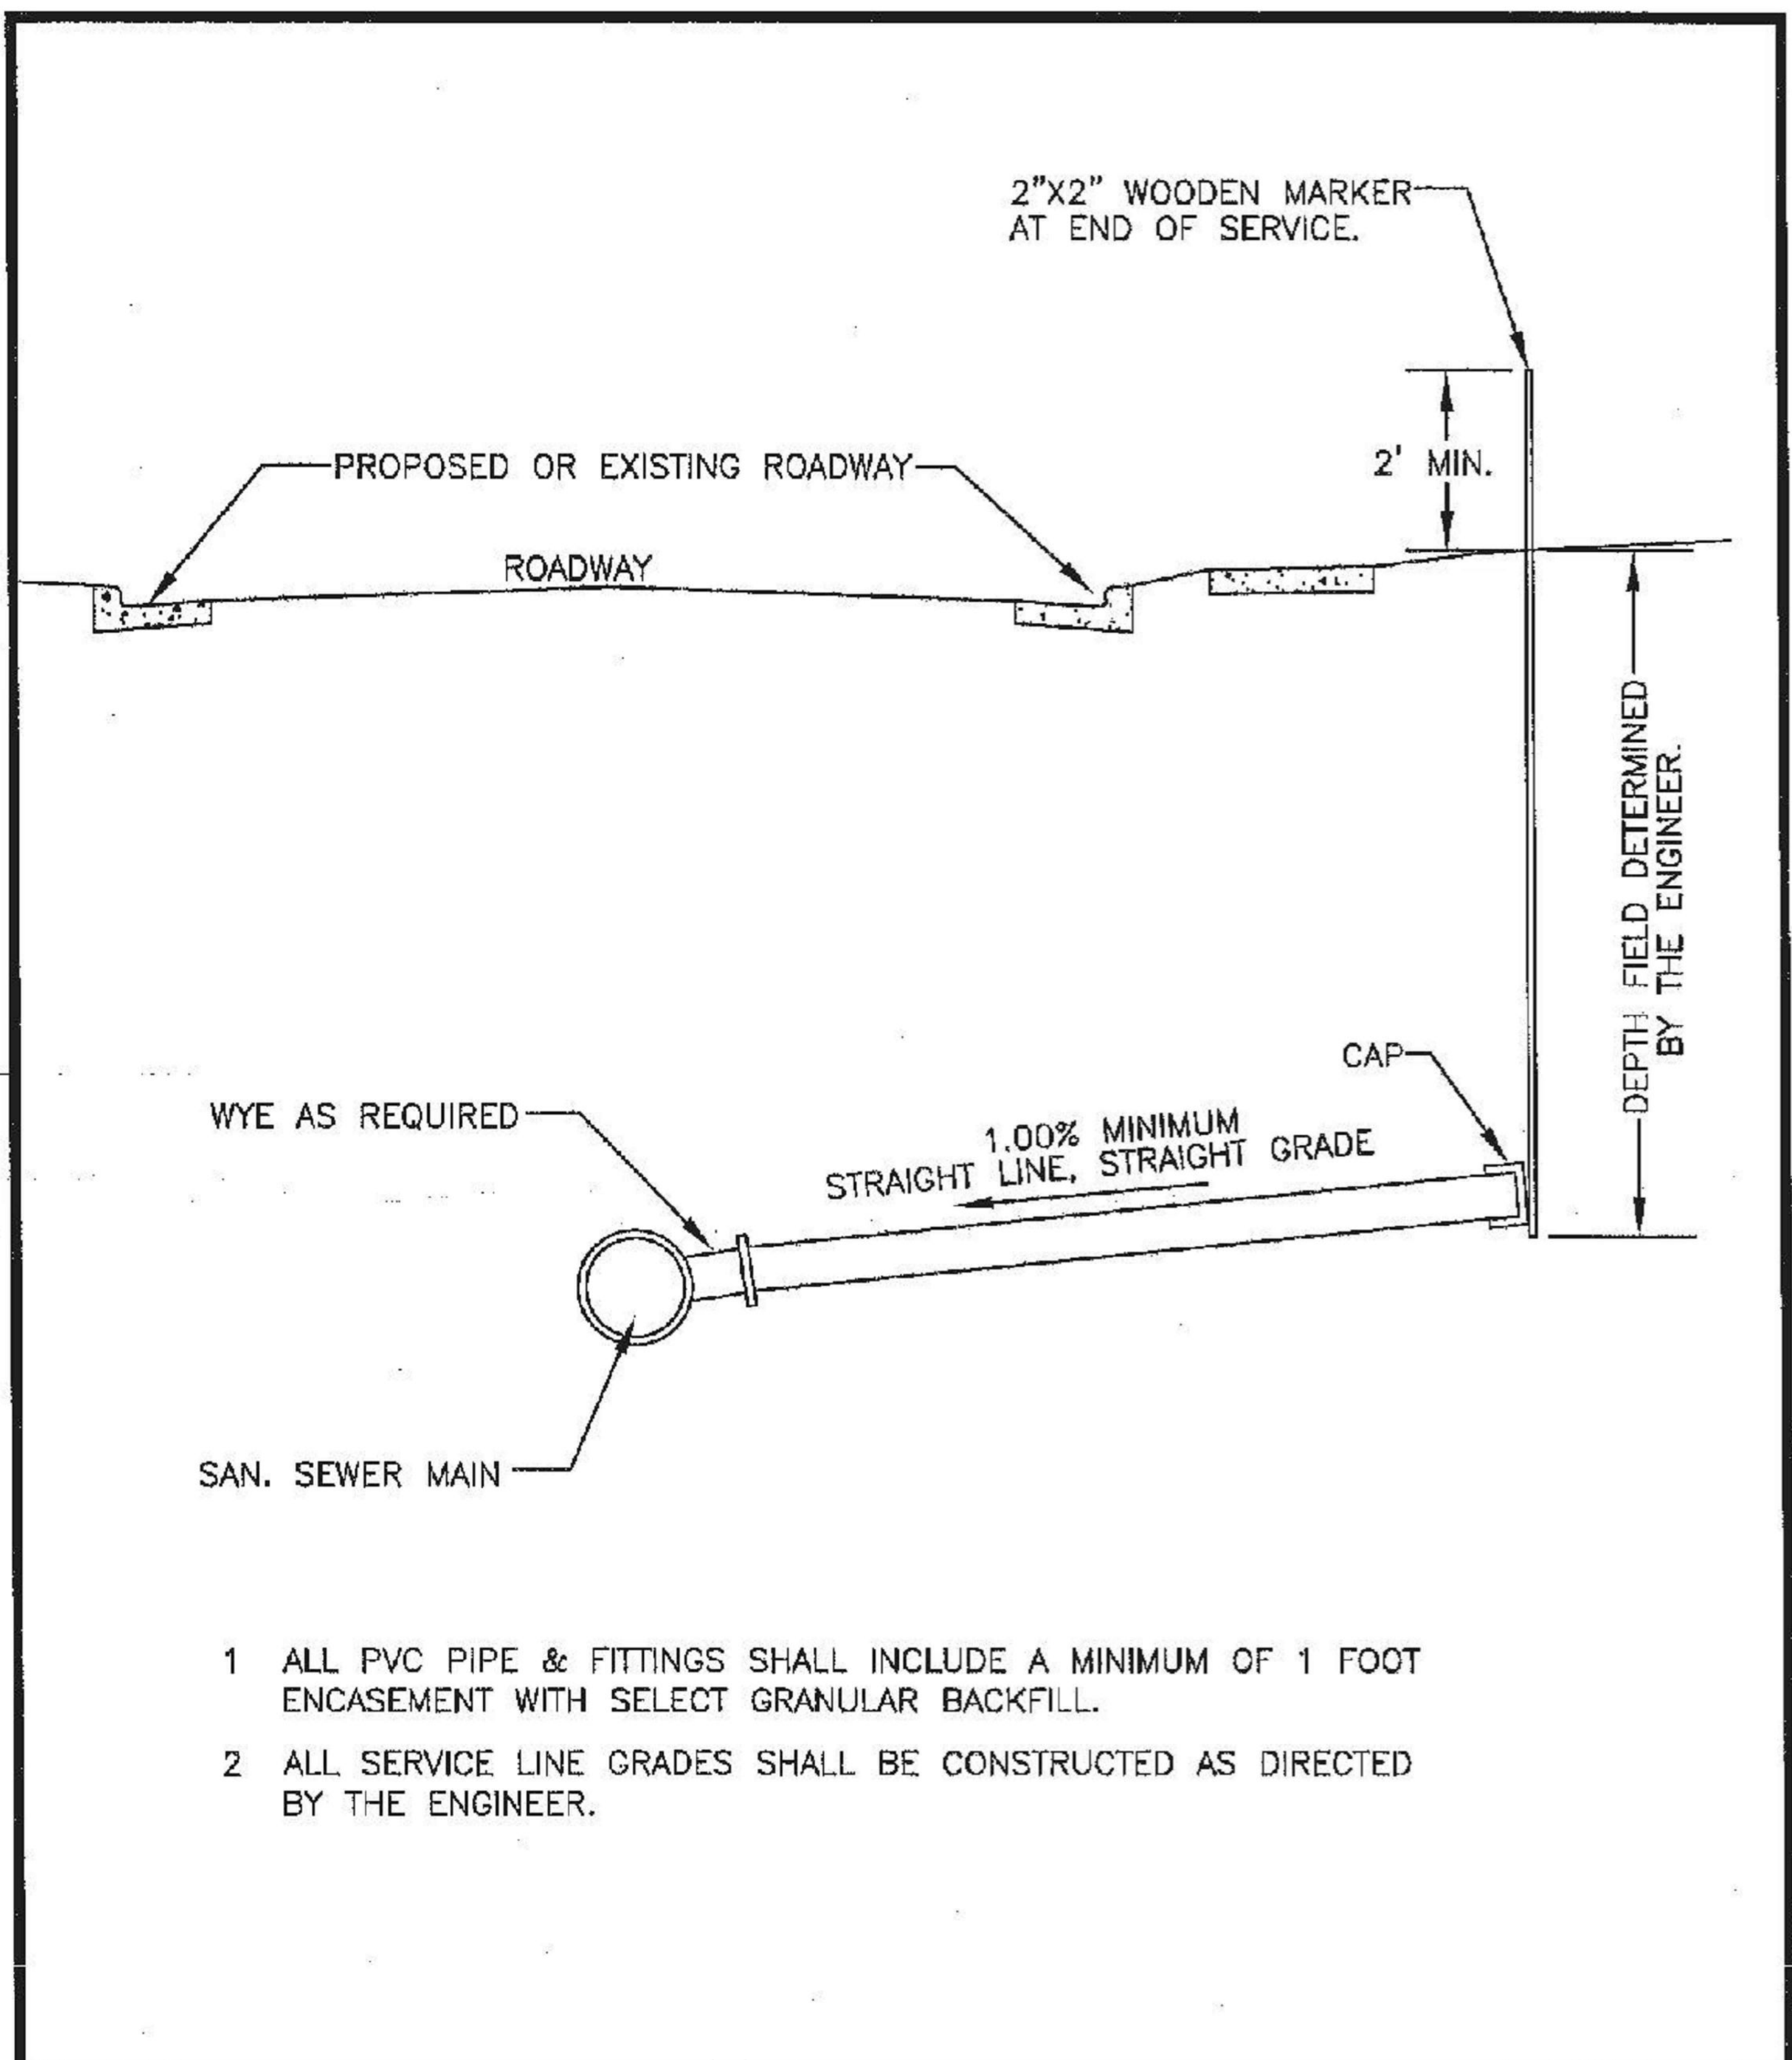 2"X2" WOODEN MARKER
AT END OF SERVICE.
PROPOSED OR EXISTING ROADWAY
2' MIN.
ROADWAY
DEPTH FIELD DETERMINED
BY THE ENGINEER.
CAP
WYE AS REQUIRED
1.00% MINIMUM
STRAIGHT LINE, STRAIGHT GRADE
SAN. SEWER MAIN
1 ALL PVC PIPE & FITTINGS SHALL INCLUDE A MINIMUM OF 1 FOOT
ENCASEMENT WITH SELECT GRANULAR BACKFILL.
2 ALL SERVICE LINE GRADES SHALL BE CONSTRUCTED AS DIRECTED
BY THE ENGINEER.